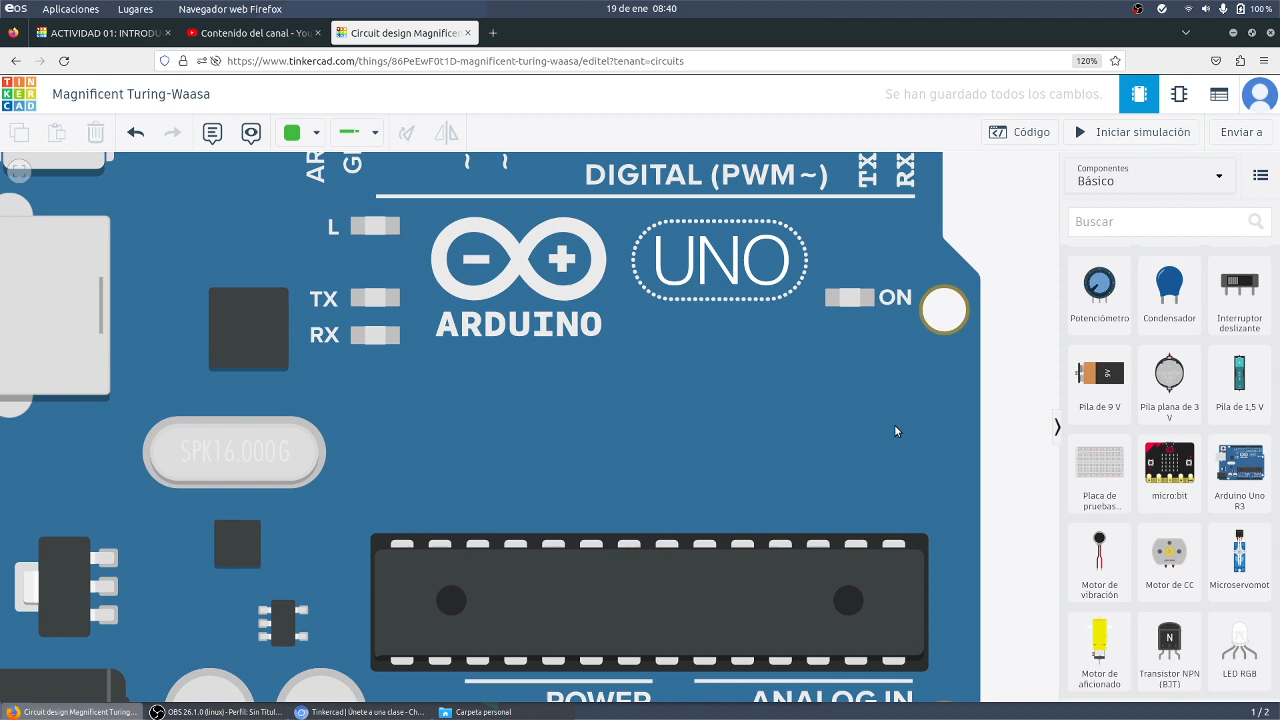 eos Aplicaciones Lugares Navegador web Firefox 19 de ene 08:40 100 %
ACTIVIDAD 01: INTRODU × Contenido del canal - You × Circuit design Magnificen × +
https://www.tinkercad.com/things/86PeEwF0t1D-magnificent-turing-waasa/editel?tenant=circuits 120%
TIN
KER
CAD
Magnificent Turing-Waasa Se han guardado todos los cambios.
Código Iniciar simulación Enviar a
Componentes
Básico
Buscar
Potenciómetro Condensador Interruptor deslizante
Pila de 9 V Pila plana de 3 V Pila de 1,5 V
Placa de pruebas... micro:bit Arduino Uno R3
Motor de vibración Motor de CC Microservomot
Motor de aficionado Transistor NPN (BJT) LED RGB
AR
G
~ ~
DIGITAL (PWM ~)
TX
RX
L
UNO
TX
ON
RX
ARDUINO
SPK16.000G
POWER ANALOG IN
Circuit design Magnificent Turing... OBS 26.1.0 (linux) - Perfil: Sin Titul... Tinkercad | Únete a una clase - Ch... Carpeta personal 1 / 2